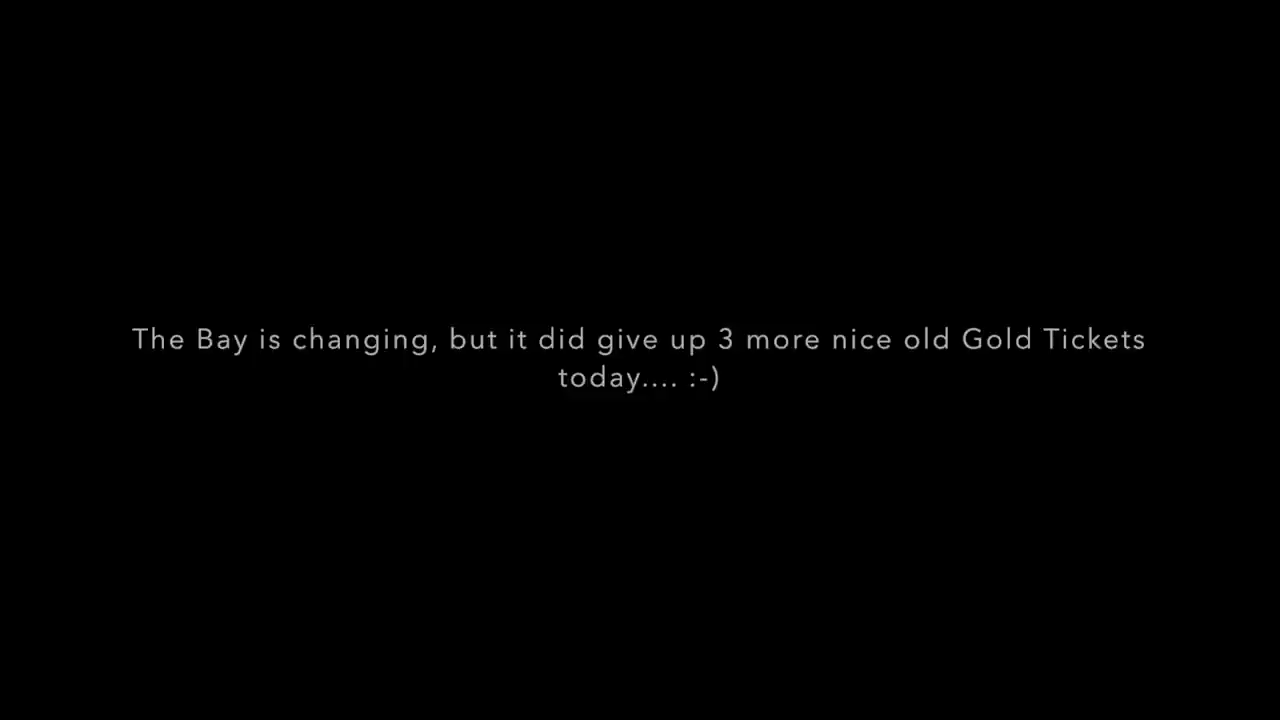 The Bay is changing, but it did give up 3 more nice old Gold Tickets
today.... :-)